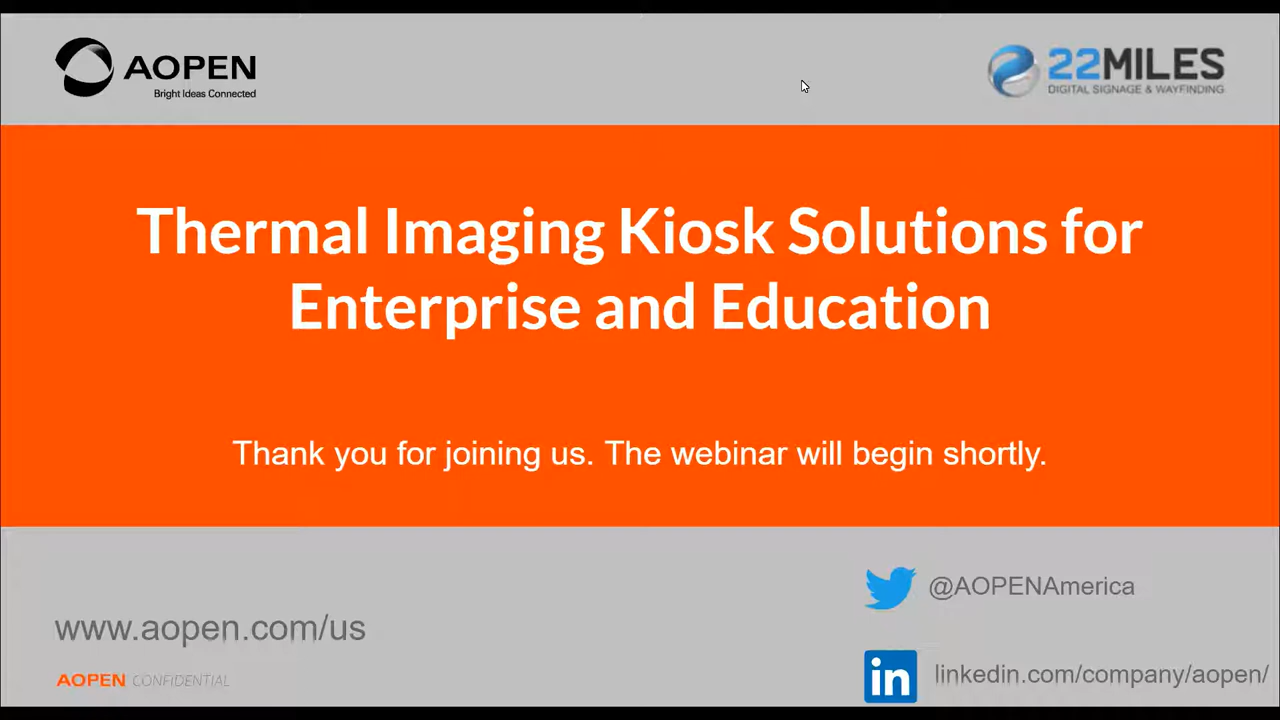 AOPEN
Bright Ideas Connected
22MILES
DIGITAL SIGNAGE & WAYFINDING
Thermal Imaging Kiosk Solutions for
Enterprise and Education
Thank you for joining us. The webinar will begin shortly.
@AOPENAmerica
www.aopen.com/us
AOPEN CONFIDENTIAL
in
linkedin.com/company/aopen/